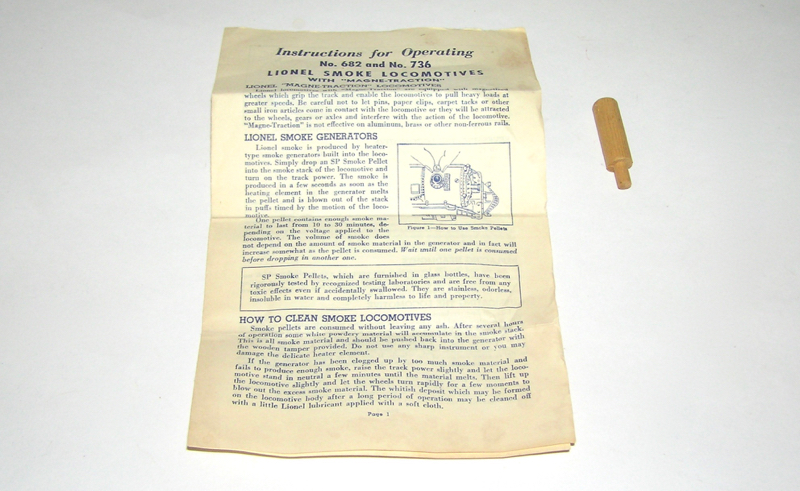 Instructions for Operating
No. 682 and No. 736
LIONEL SMOKE LOCOMOTIVES
WITH "MAGNE-TRACTION"
LIONEL "MAGNE-TRACTION" LOCOMOTIVES
wheels which grip the track and enable the locomotives to pull heavy loads at
greater speeds. Be careful not to let pins, paper clips, carpet tacks or other
small iron articles come in contact with the locomotive or they will be attracted
to the wheels, gears or axles and interfere with the action of the locomotive.
"Magne-Traction" is not effective on aluminum, brass or other non-ferrous rails.
LIONEL SMOKE GENERATORS
Lionel smoke is produced by heater-
type smoke generators built into the loco-
motives. Simply drop an SP Smoke Pellet
into the smoke stack of the locomotive and
turn on the track power. The smoke is
produced in a few seconds as soon as the
heating element in the generator melts
the pellet and is blown out of the stack
in puffs timed by the motion of the loco-
motive.
One pellet contains enough smoke ma-
terial to last from 10 to 30 minutes, de-
pending on the voltage applied to the
locomotive. The volume of smoke does
not depend on the amount of smoke material in the generator and in fact will
increase somewhat as the pellet is consumed. Wait until one pellet is consumed
before dropping in another one.
Figure 1—How to Use Smoke Pellets
SP Smoke Pellets, which are furnished in glass bottles, have been
rigorously tested by recognized testing laboratories and are free from any
toxic effects even if accidentally swallowed. They are stainless, odorless,
insoluble in water and completely harmless to life and property.
HOW TO CLEAN SMOKE LOCOMOTIVES
Smoke pellets are consumed without leaving any ash. After several hours
of operation some white powdery material will accumulate in the smoke stack.
This is all smoke material and should be pushed back into the generator with
the wooden tamper provided. Do not use any sharp instrument or you may
damage the delicate heater element.
If the generator has been clogged up by too much smoke material and
fails to produce enough smoke, raise the track power slightly and let the loco-
motive stand in neutral a few minutes until the material melts. Then lift up
the locomotive slightly and let the wheels turn rapidly for a few moments to
blow out the excess smoke material. The whitish deposit which may be formed
on the locomotive body after a long period of operation may be cleaned off
with a little Lionel lubricant applied with a soft cloth.
Page 1